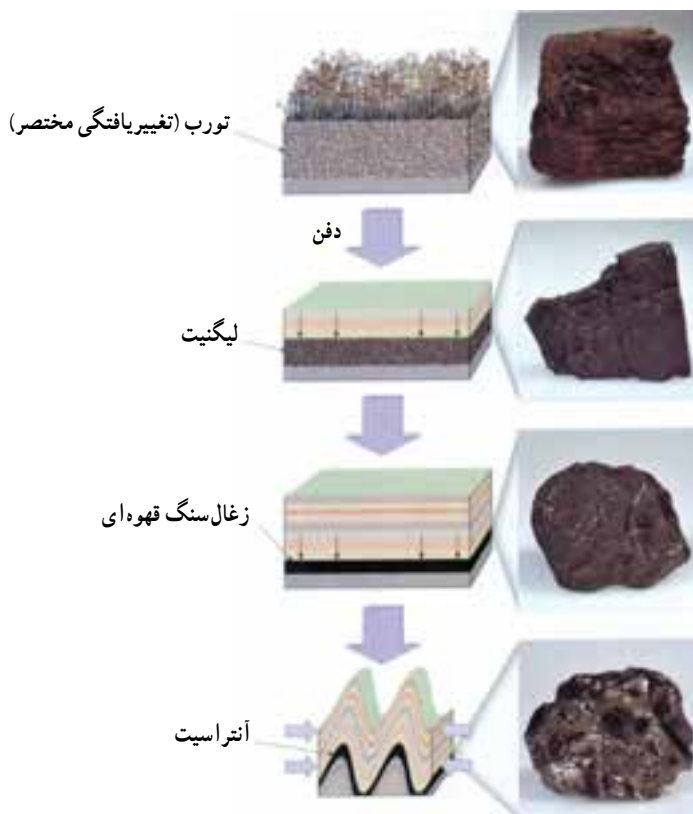 تورب (تغییریافتگی مختصر)
دفن
لیگنیت
زغال‌سنگ قهوه‌ای
آنتراسیت